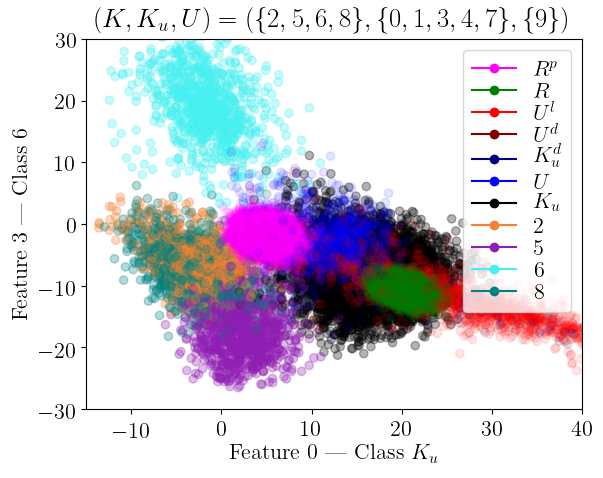 (K, K_u, U) = ({2, 5, 6, 8}, {0, 1, 3, 4, 7}, {9})
30
20
10
0
−10
−20
−30
Feature 3 — Class 6
R^p
R
U^l
U^d
K_u^d
U
K_u
2
5
6
8
−10 0 10 20 30 40
Feature 0 — Class K_u